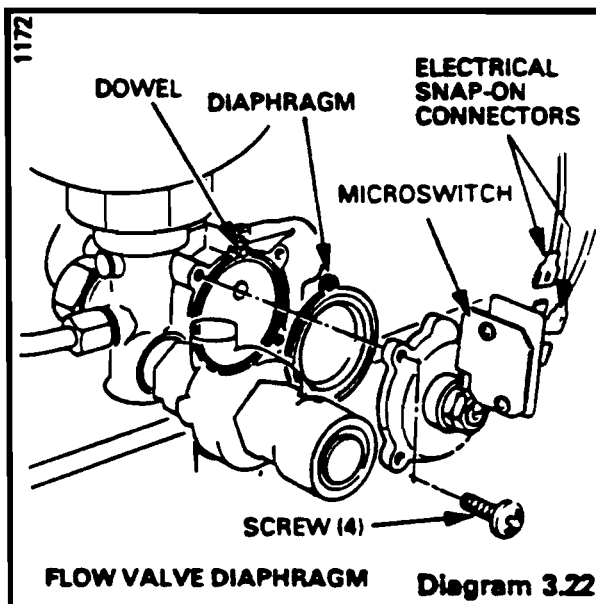 1172
DOWEL
DIAPHRAGM
ELECTRICAL
SNAP-ON
CONNECTORS
MICROSWITCH
SCREW (4)
FLOW VALVE DIAPHRAGM
Diagram 3.22